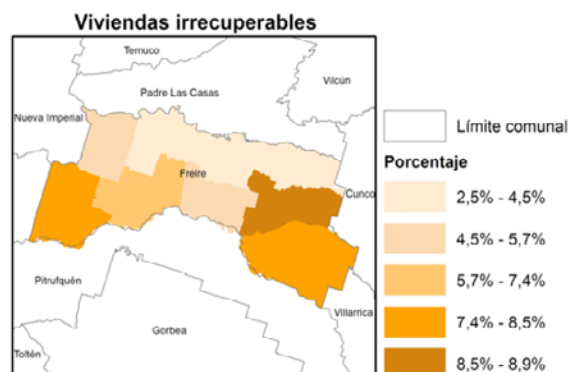 Viviendas irrecuperables
Temuco
Vilcún
Padre Las Casas
Nueva Imperial
Freire
Cunco
Pitrufquén
Villarrica
Gorbea
Toltén
Límite comunal
Porcentaje
2,5% - 4,5%
4,5% - 5,7%
5,7% - 7,4%
7,4% - 8,5%
8,5% - 8,9%